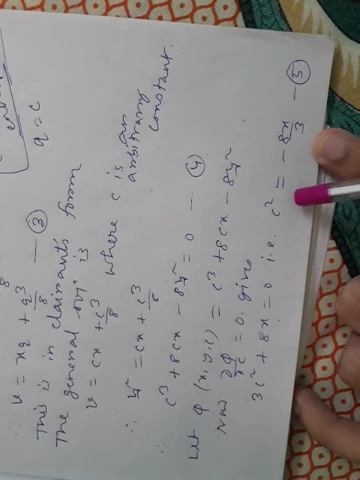 q = c
∴ v = xq + q³/8 — ③
This is in clairaut's form
The general solⁿ is
v = cx + c³/8 where c is an arbitrary constant.
∴ y² = cx + c³/8
∴ c³ + 8cx - 8y² = 0 --- ④
Let φ(x, y, c) = c³ + 8cx - 8y²
Now ∂φ/∂c = 0. gives
3c² + 8x = 0 i.e. c² = -8x/3 — ⑤